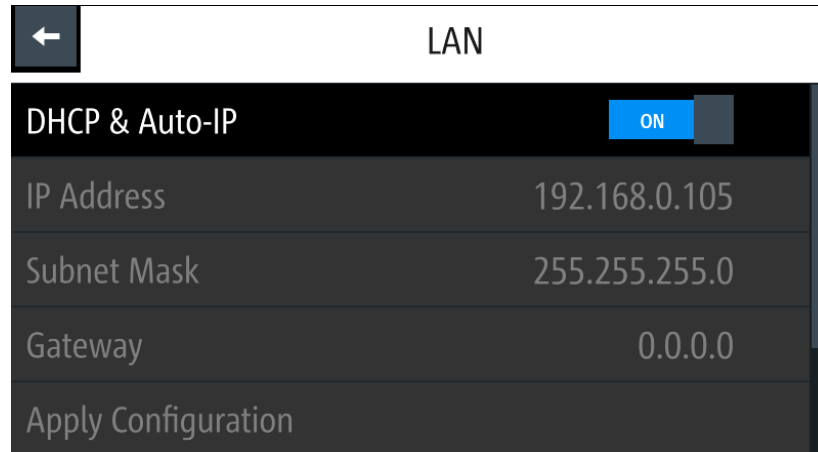 LAN
DHCP & Auto-IP ON
IP Address 192.168.0.105
Subnet Mask 255.255.255.0
Gateway 0.0.0.0
Apply Configuration